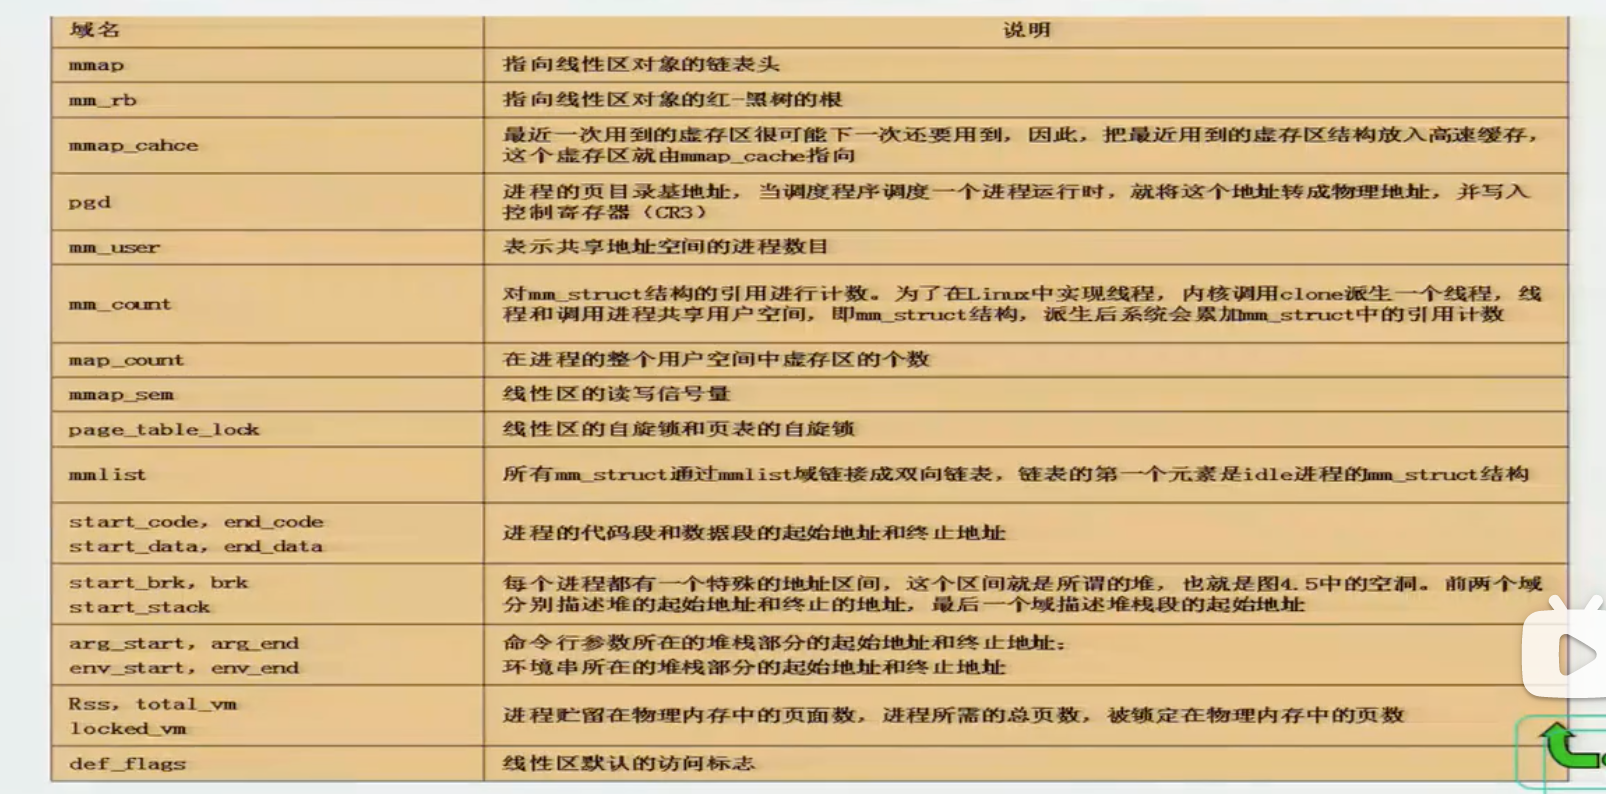 域名 说明
mmap 指向线性区对象的链表头
mm_rb 指向线性区对象的红-黑树的根
mmap_cahce 最近一次用到的虚存区很可能下一次还要用到，因此，把最近用到的虚存区结构放入高速缓存，
这个虚存区就由mmap_cache指向
pgd 进程的页目录基地址，当调度程序调度一个进程运行时，就将这个地址转成物理地址，并写入
控制寄存器（CR3）
mm_user 表示共享地址空间的进程数目
mm_count 对mm_struct结构的引用进行计数。为了在Linux中实现线程，内核调用clone派生一个线程，线
程和调用进程共享用户空间，即mm_struct结构，派生后系统会累加mm_struct中的引用计数
map_count 在进程的整个用户空间中虚存区的个数
mmap_sem 线性区的读写信号量
page_table_lock 线性区的自旋锁和页表的自旋锁
mmlist 所有mm_struct通过mmlist域链接成双向链表，链表的第一个元素是idle进程的mm_struct结构
start_code，end_code
start_data，end_data
进程的代码段和数据段的起始地址和终止地址
start_brk，brk
start_stack
每个进程都有一个特殊的地址区间，这个区间就是所谓的堆，也就是图4.5中的空洞。前两个域
分别描述堆的起始地址和终止的地址，最后一个域描述堆栈段的起始地址
arg_start，arg_end
env_start，env_end
命令行参数所在的堆栈部分的起始地址和终止地址；
环境串所在的堆栈部分的起始地址和终止地址
Rss，total_vm
locked_vm
进程贮留在物理内存中的页面数，进程所需的总页数，被锁定在物理内存中的页数
def_flags 线性区默认的访问标志